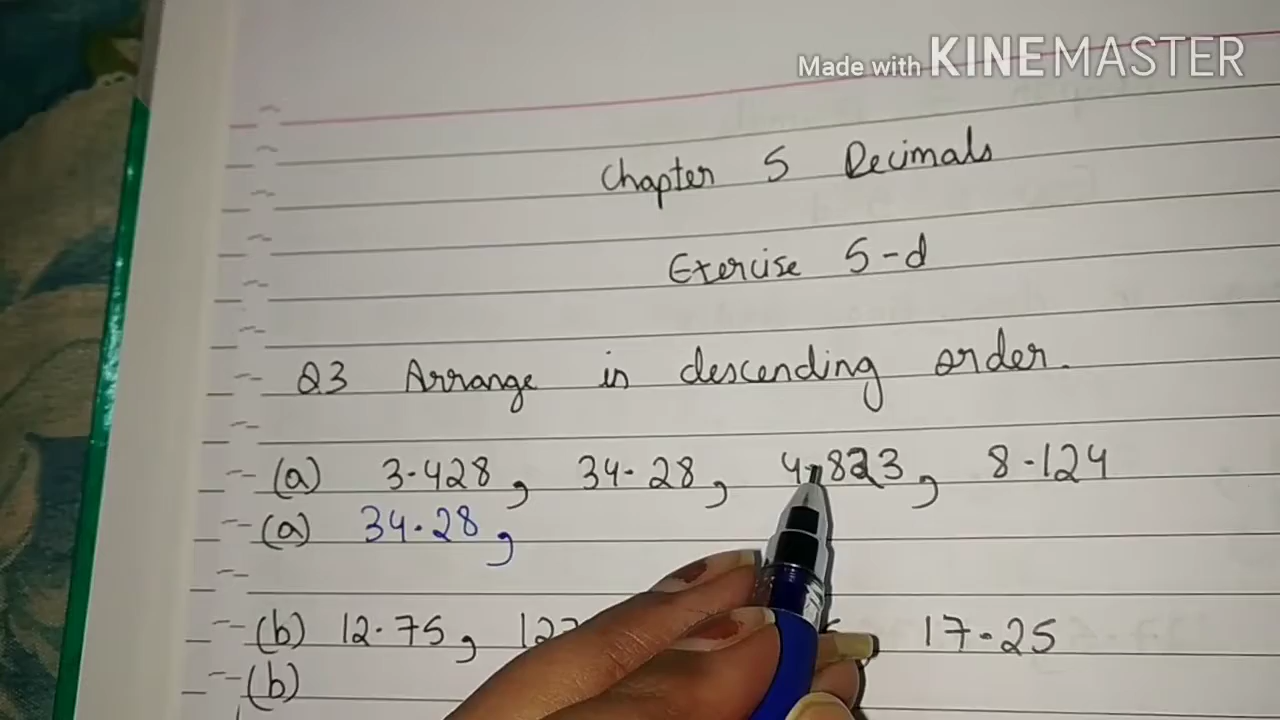 Made with KINEMASTER
Chapter 5 Decimals
Exercise 5-d
Q3 Arrange in descending order.
(a) 3.428, 34.28, 4.823, 8.124
(a) 34.28,
(b) 12.75, 17.25
(b)